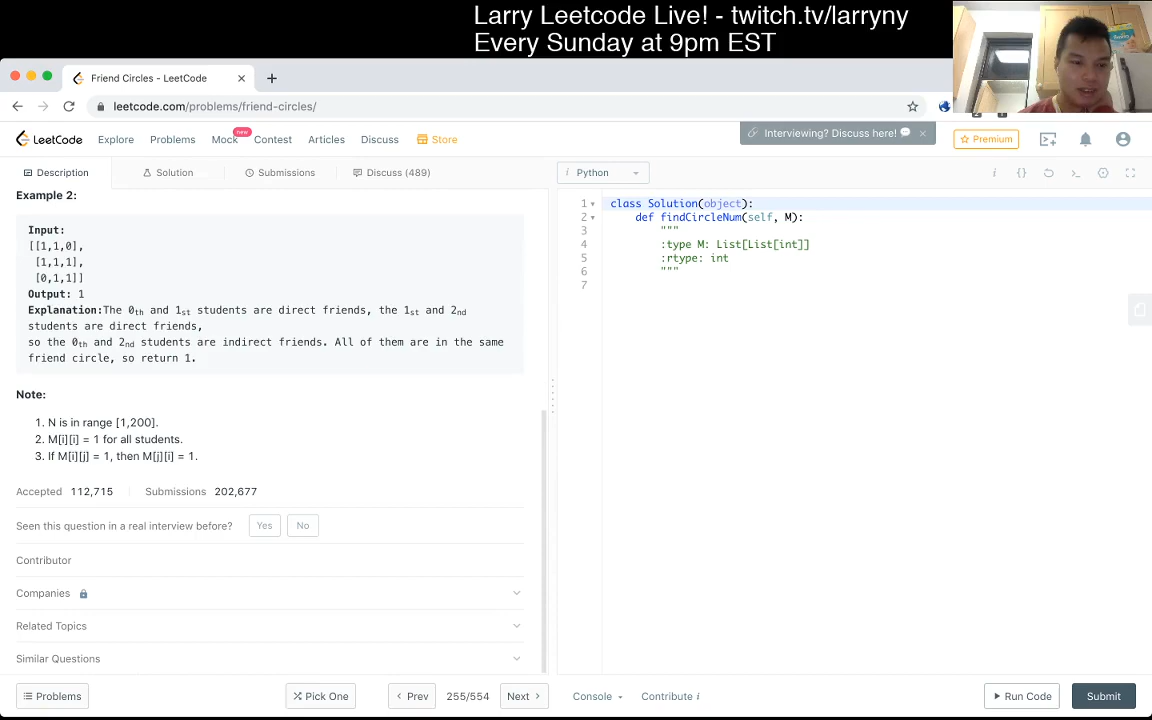 Larry Leetcode Live! - twitch.tv/larryny
Every Sunday at 9pm EST
Friend Circles - LeetCode
leetcode.com/problems/friend-circles/
LeetCode Explore Problems Mock new Contest Articles Discuss Store
Interviewing? Discuss here!
Premium
Description Solution Submissions Discuss (489)
i Python
Example 2:
Input:
[[1,1,0],
[1,1,1],
[0,1,1]]
Output: 1
Explanation:The 0th and 1st students are direct friends, the 1st and 2nd
students are direct friends,
so the 0th and 2nd students are indirect friends. All of them are in the same
friend circle, so return 1.
Note:
1. N is in range [1,200].
2. M[i][i] = 1 for all students.
3. If M[i][j] = 1, then M[j][i] = 1.
Accepted 112,715 Submissions 202,677
Seen this question in a real interview before? Yes No
Contributor
Companies
Related Topics
Similar Questions
1 class Solution(object):
2 def findCircleNum(self, M):
3 """
4 :type M: List[List[int]]
5 :rtype: int
6 """
7
Problems Pick One Prev 255/554 Next
Console Contribute i Run Code Submit